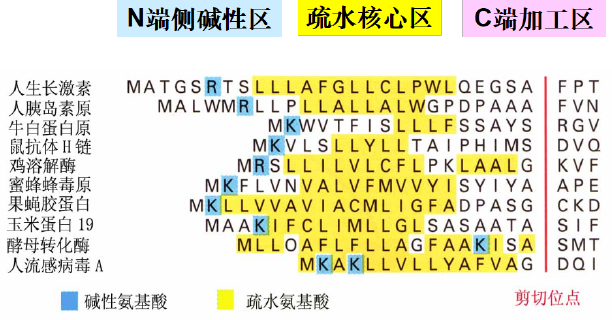 N端侧碱性区 疏水核心区 C端加工区
人生长激素 MATGSRTSLLLAFGLLCLPWLQEGSA FPT
人胰岛素原 MALWMRLLPLLALLALWGPDPAAA FVN
牛白蛋白原 MKWVTFISLLLFSSAYS RGV
鼠抗体H链 MKVLSLLYLLTAIPHIMS DVQ
鸡溶解酶 MRSLLILVLCFLPKLAALG KVF
蜜蜂蜂毒原 MKFLVNVALVFMVVYISYIYA APE
果蝇胶蛋白 MKLLVVAVIACMLIGFADPASG CKD
玉米蛋白19 MAAKIFCLIMLLGLSASAATA SIF
酵母转化酶 MLLOAFLFLLAGFAAKISA SMT
人流感病毒A MKAKLLVLLYAFVAG DQI
碱性氨基酸 疏水氨基酸 剪切位点